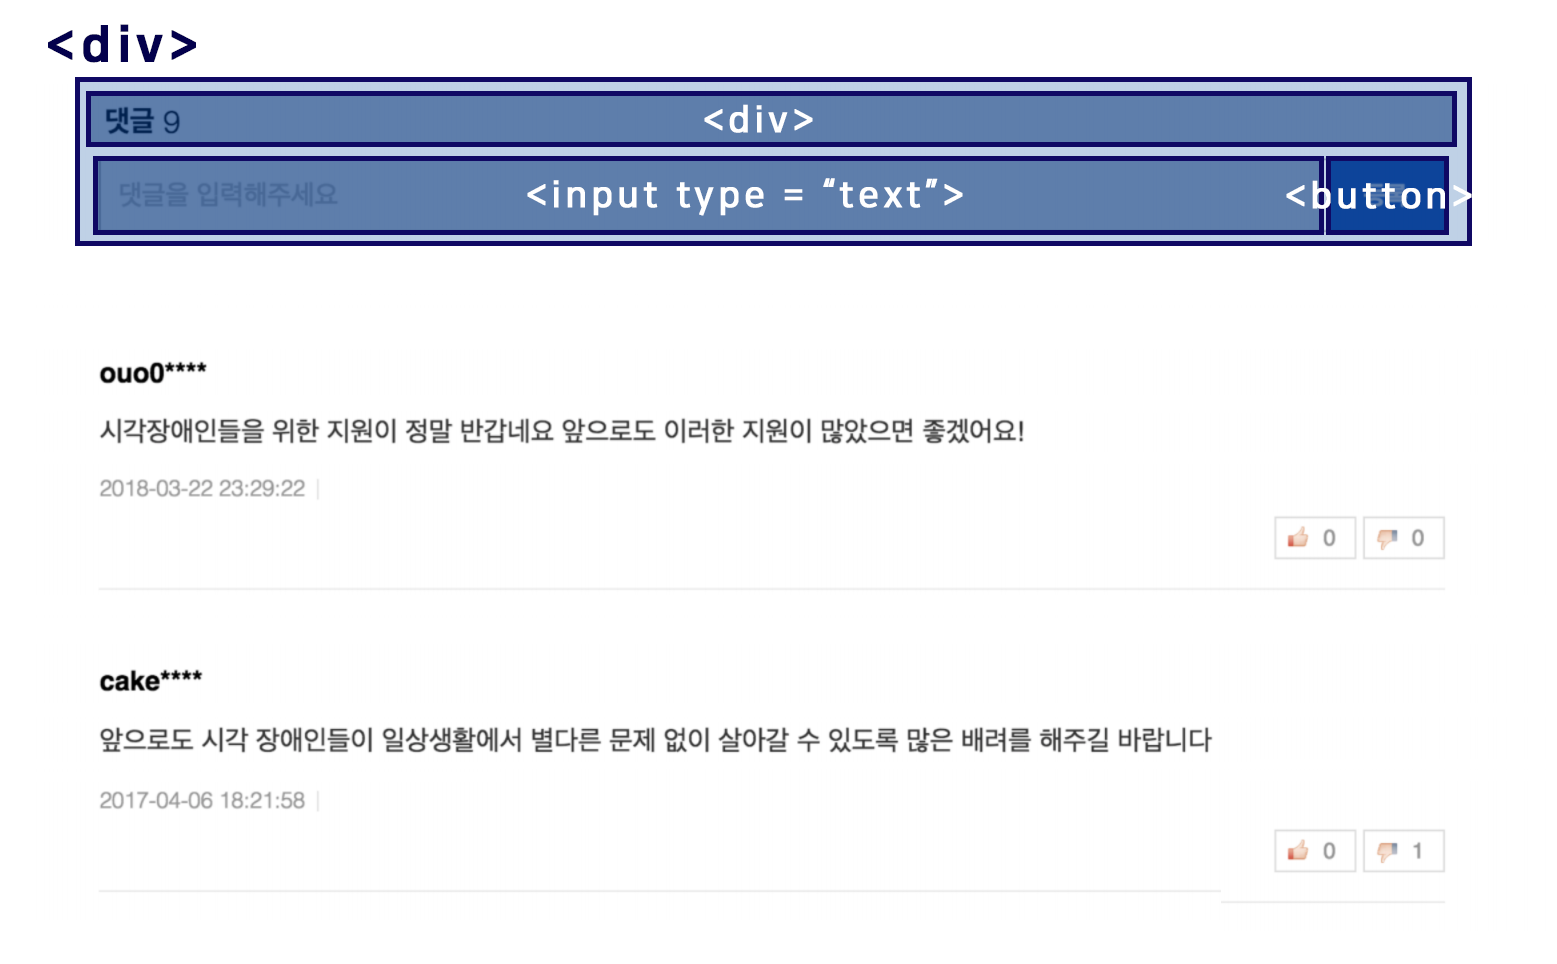 <div>
댓글 9 <div>
댓글을 입력해주세요 <input type = “text”> <button>
ouo0****
시각장애인들을 위한 지원이 정말 반갑네요 앞으로도 이러한 지원이 많았으면 좋겠어요!
2018-03-22 23:29:22
0 0
cake****
앞으로도 시각 장애인들이 일상생활에서 별다른 문제 없이 살아갈 수 있도록 많은 배려를 해주길 바랍니다
2017-04-06 18:21:58
0 1